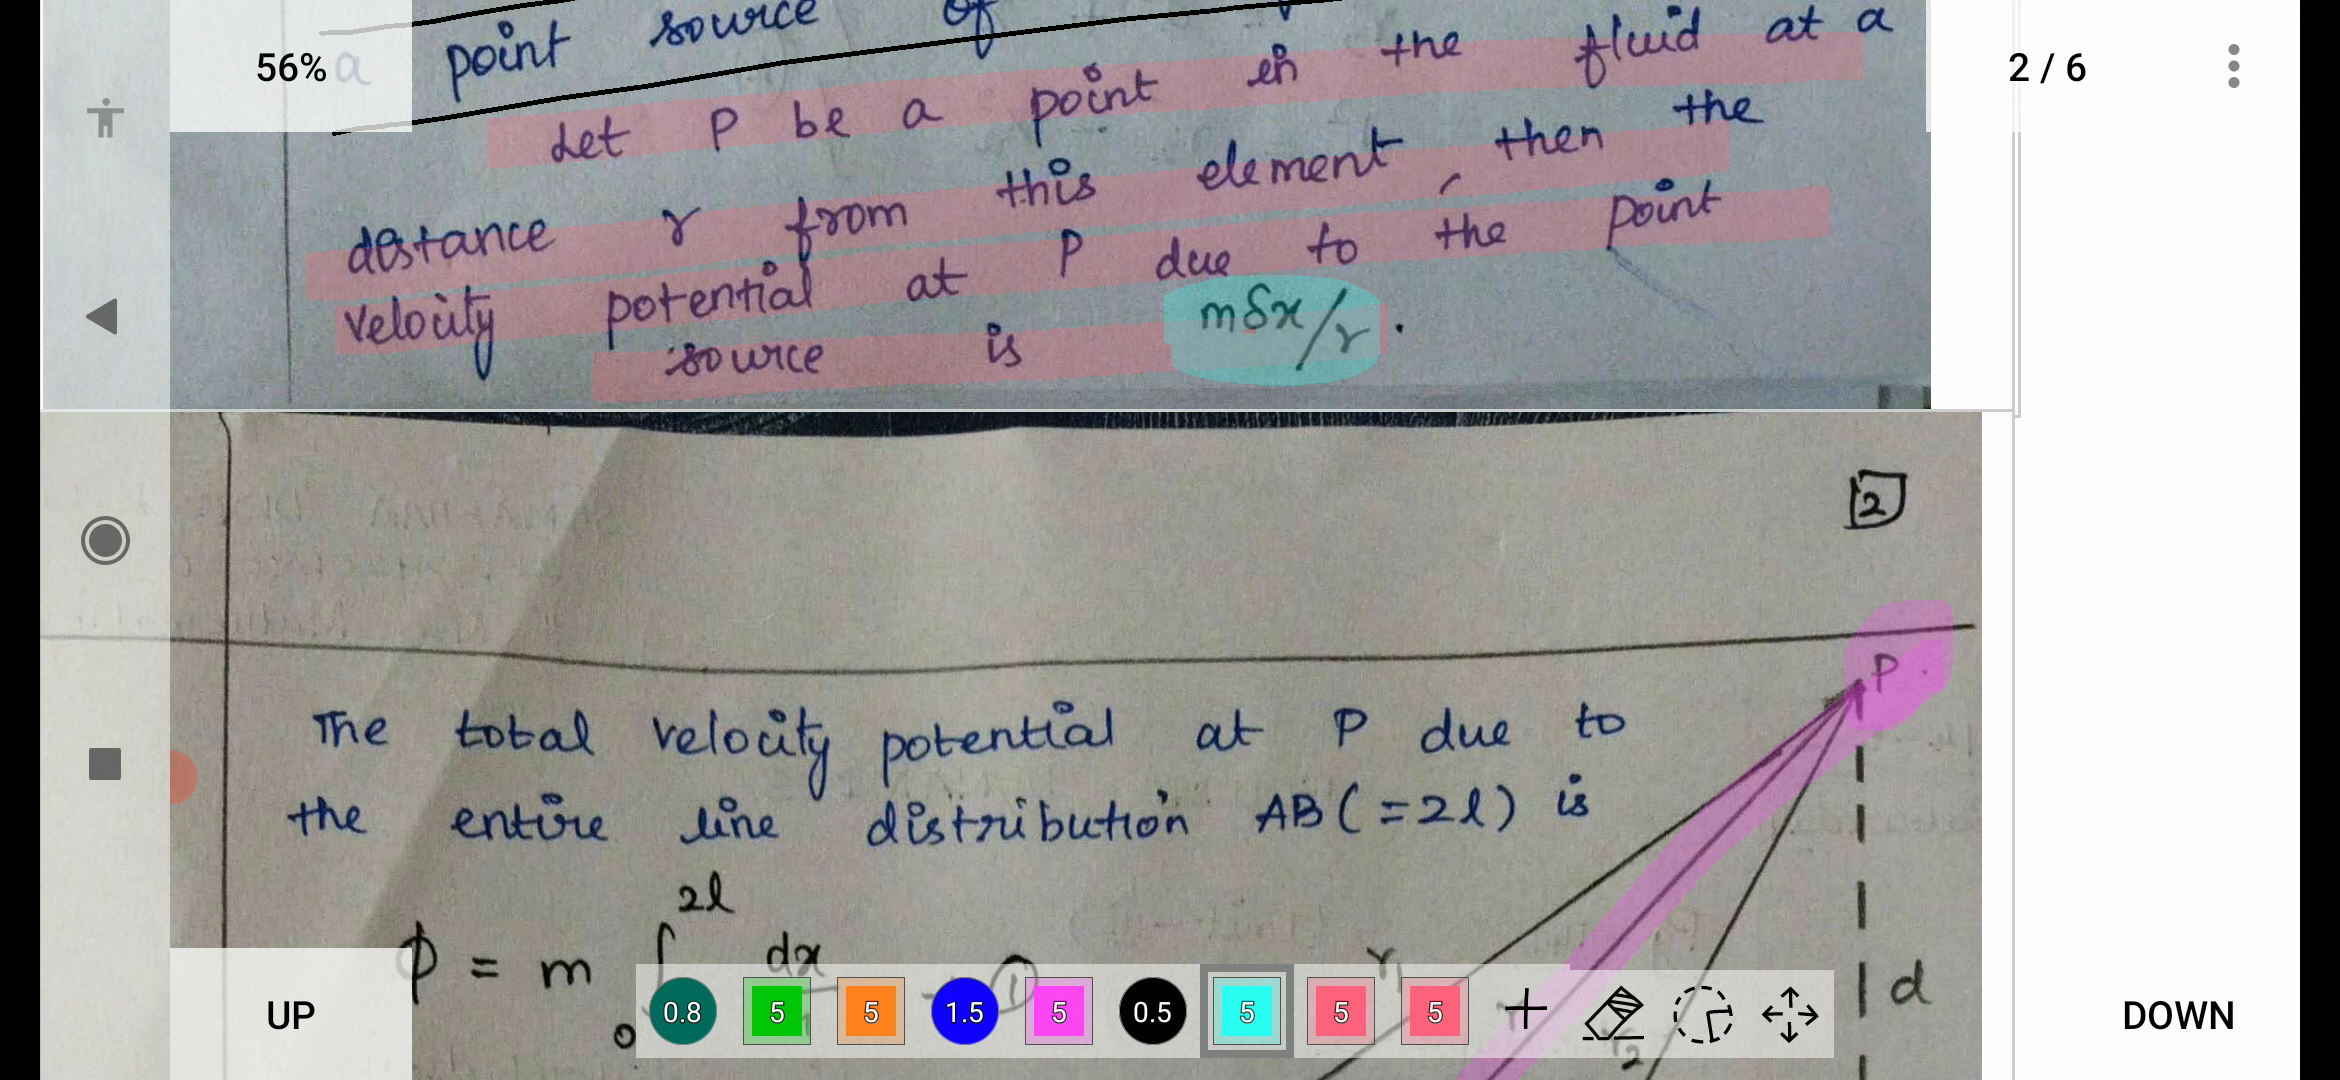 56%
2 / 6
a point source of
Let P be a point in the fluid at a
distance r from this element, then the
velocity potential at P due to the point
source is mδx/r.
2
P.
The total velocity potential at P due to
the entire line distribution AB (=2l) is
2l
ϕ = m ∫ dx
0
1
r1
d
r2
UP
0.8
5
5
1.5
5
0.5
5
5
5
DOWN